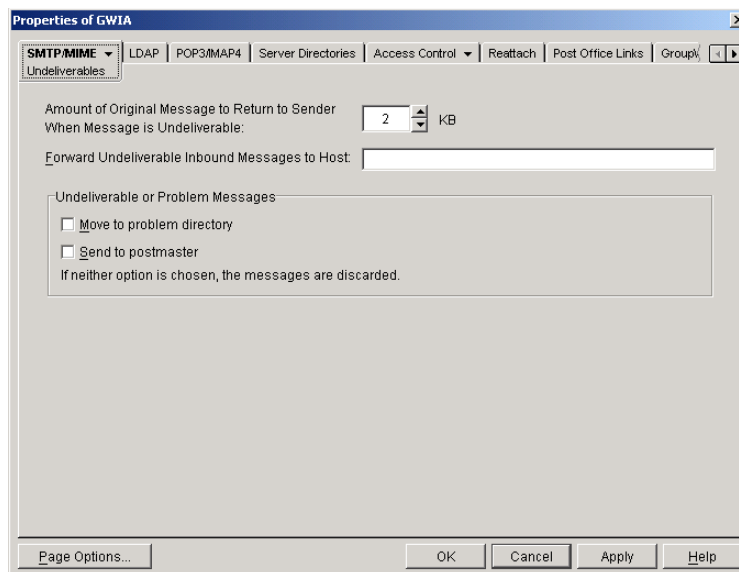 Properties of GWIA
SMTP/MIME LDAP POP3/IMAP4 Server Directories Access Control Reattach Post Office Links GroupW
Undeliverables
Amount of Original Message to Return to Sender
When Message is Undeliverable:
2 KB
Forward Undeliverable Inbound Messages to Host:
Undeliverable or Problem Messages
Move to problem directory
Send to postmaster
If neither option is chosen, the messages are discarded.
Page Options... OK Cancel Apply Help